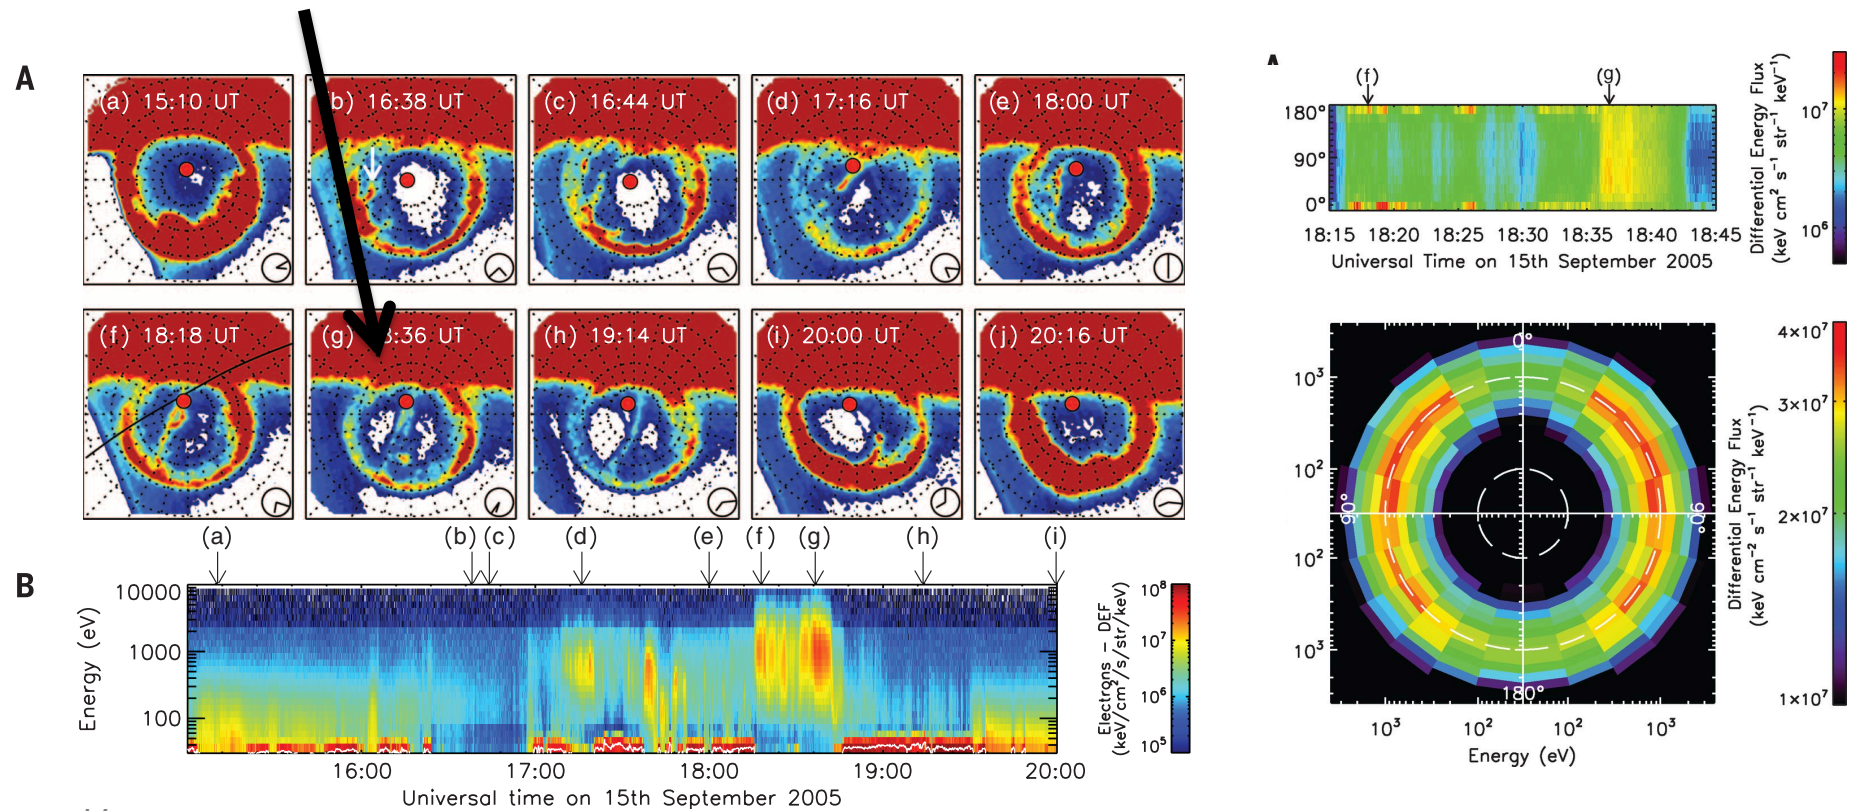 A
(a) 15:10 UT
b) 16:38 UT
(c) 16:44 UT
(d) 17:16 UT
(e) 18:00 UT
(f) 18:18 UT
(g) 3:36 UT
(h) 19:14 UT
(i) 20:00 UT
(j) 20:16 UT
(a) (b) (c) (d) (e) (f) (g) (h) (i)
B
Energy (eV)
10000
1000
100
16:00 17:00 18:00 19:00 20:00
Universal time on 15th September 2005
Electrons – DEF
(keV/cm²/s/str/keV)
10⁸
10⁷
10⁶
10⁵
(f) (g)
180°
90°
0°
18:15 18:20 18:25 18:30 18:35 18:40 18:45
Universal Time on 15th September 2005
Differential Energy Flux
(keV cm² s⁻¹ str⁻¹ keV⁻¹)
10⁷
10⁶
0°
90°
90°
180°
10³
10²
10²
10³
10³ 10² 10² 10³
Energy (eV)
Differential Energy Flux
(keV cm⁻² s⁻¹ str⁻¹ keV⁻¹)
4×10⁷
3×10⁷
2×10⁷
1×10⁷